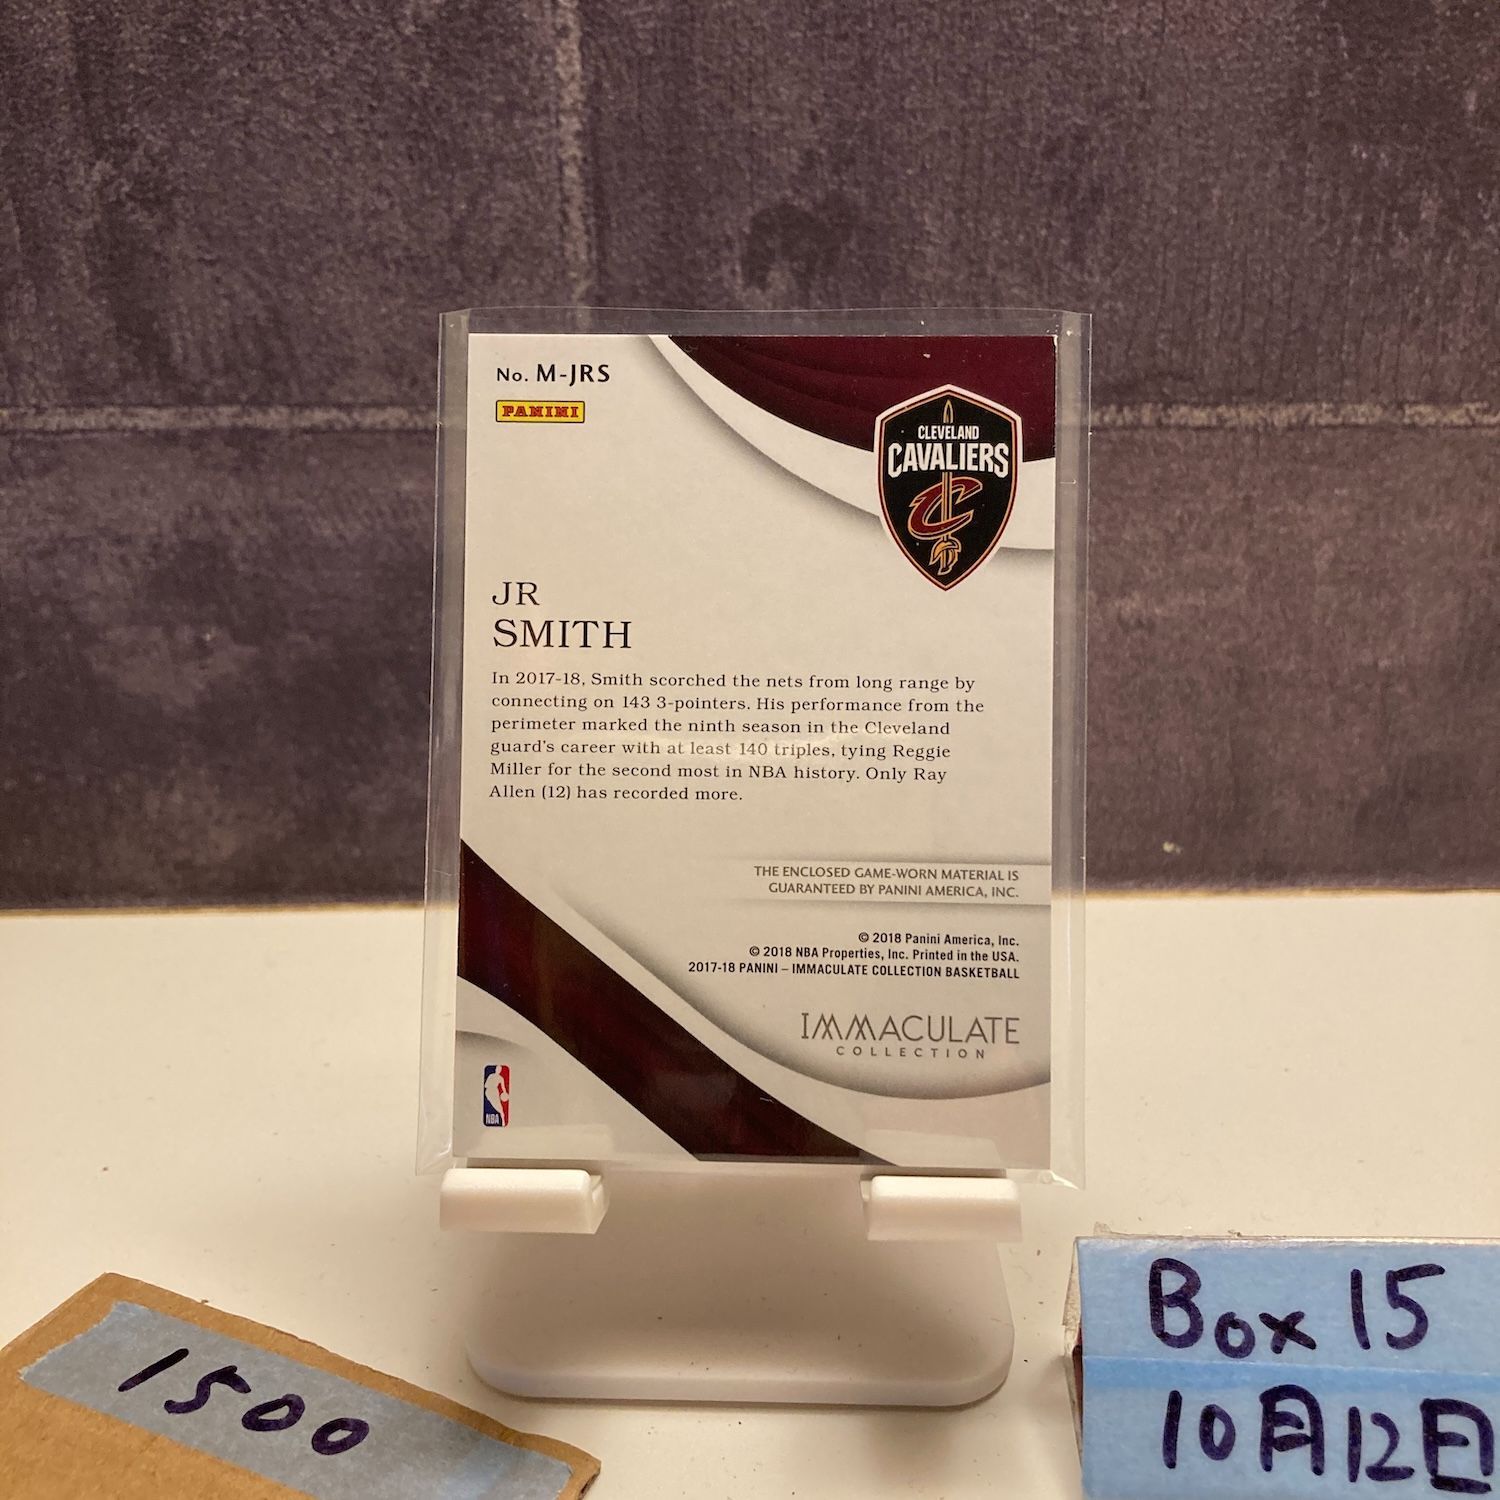 No. M-JRS
PANINI
CLEVELAND
CAVALIERS
C
JR
SMITH
In 2017-18, Smith scorched the nets from long range by
connecting on 143 3-pointers. His performance from the
perimeter marked the ninth season in the Cleveland
guard's career with at least 140 triples, tying Reggie
Miller for the second most in NBA history. Only Ray
Allen (12) has recorded more.
THE ENCLOSED GAME-WORN MATERIAL IS
GUARANTEED BY PANINI AMERICA, INC.
© 2018 Panini America, Inc.
© 2018 NBA Properties, Inc. Printed in the USA.
2017-18 PANINI – IMMACULATE COLLECTION BASKETBALL
IMMACULATE
COLLECTION
NBA
1500
Box 15
10月12日